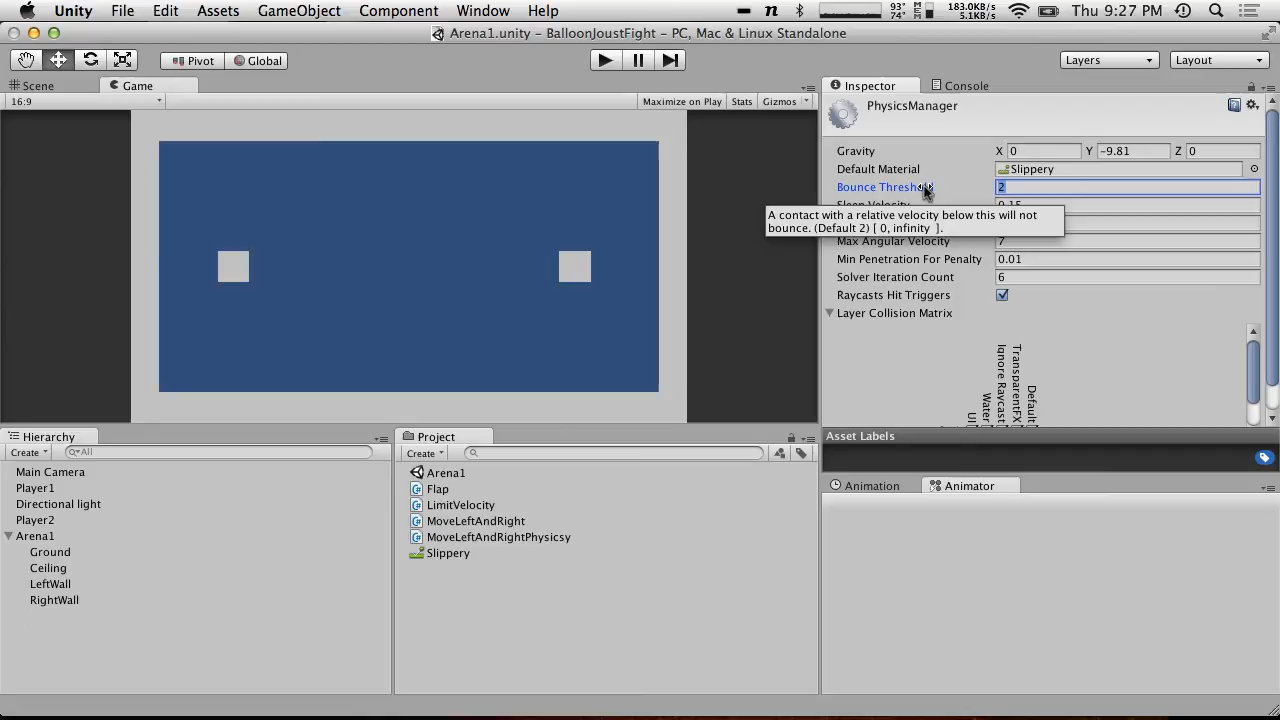 Unity File Edit Assets GameObject Component Window Help 93° 74° 183.0KB/s 5.1KB/s Thu 9:27 PM
Arena1.unity – BalloonJoustFight – PC, Mac & Linux Standalone
Pivot Global Layers Layout
Scene Game Inspector Console
16:9 Maximize on Play Stats Gizmos
PhysicsManager
Gravity X 0 Y -9.81 Z 0
Default Material Slippery
Bounce Thresh 2
A contact with a relative velocity below this will not
bounce. (Default 2) [ 0, infinity ].
Max Angular Velocity 7
Min Penetration For Penalty 0.01
Solver Iteration Count 6
Raycasts Hit Triggers
Layer Collision Matrix
Default
TransparentFX
Ignore Raycast
Water
UI
Asset Labels
Hierarchy Project
Create All Create
Animation Animator
Main Camera
Player1
Directional light
Player2
Arena1
Ground
Ceiling
LeftWall
RightWall
Arena1
Flap
LimitVelocity
MoveLeftAndRight
MoveLeftAndRightPhysicsy
Slippery